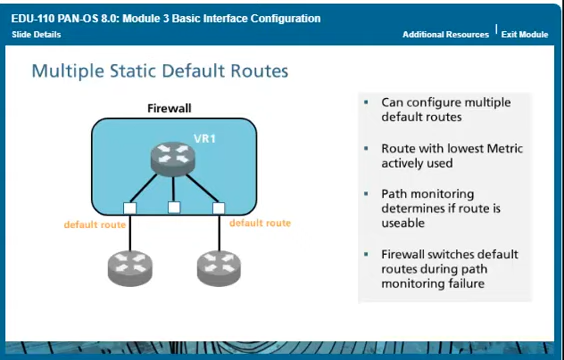 EDU-110 PAN-OS 8.0: Module 3 Basic Interface Configuration
Slide Details
Additional Resources
Exit Module
Multiple Static Default Routes
Firewall
VR1
default route
default route
▪ Can configure multiple
default routes
▪ Route with lowest Metric
actively used
▪ Path monitoring
determines if route is
useable
▪ Firewall switches default
routes during path
monitoring failure